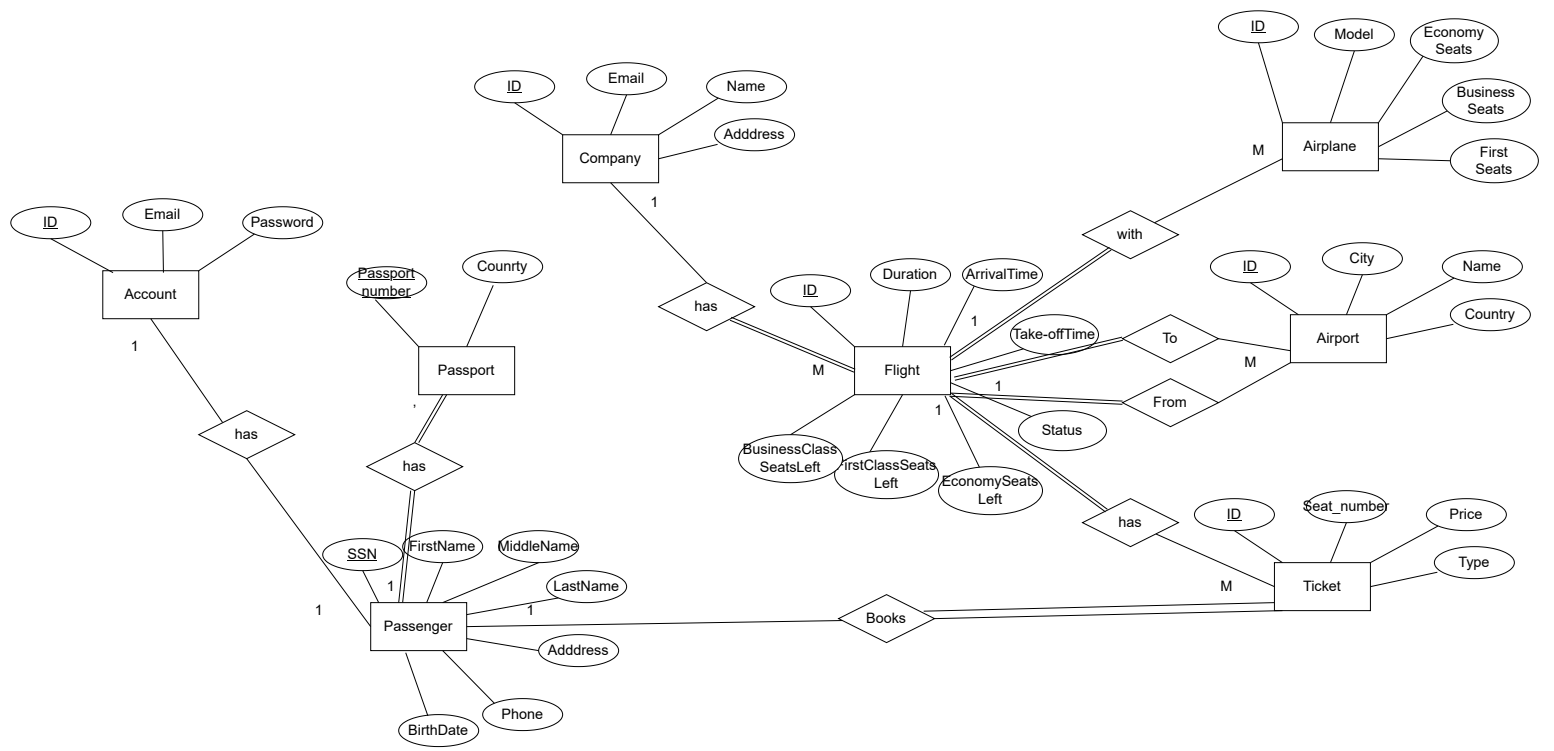 ID
Model
Economy
Seats
Business
Seats
First
Seats
Airplane
M
ID
Email
Name
Adddress
Company
1
ID
Email
Password
Account
1
Passport
number
Counrty
Passport
,
has
has
1
1
has
M
with
1
ID
Duration
ArrivalTime
Take-offTime
Flight
To
1
From
M
1
Status
BusinessClass
SeatsLeft
FirstClassSeats
Left
EconomySeats
Left
ID
City
Name
Country
Airport
has
M
ID
Seat_number
Price
Type
Ticket
Books
SSN
FirstName
MiddleName
LastName
1
Passenger
Adddress
Phone
BirthDate